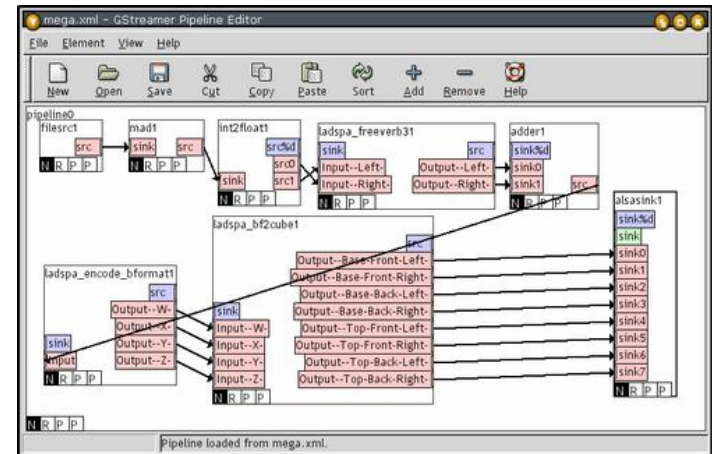 mega.xml - GStreamer Pipeline Editor
File Element View Help
New Open Save Cut Copy Paste Sort Add Remove Help
pipeline0
filesrc1
src
N R P P
mad1
sink src
N R P P
int2float1
src%d
src0
sink src1
N R P P
ladspa_freeverb31
sink src
Input--Left- Output--Left-
Input--Right- Output--Right-
N R P P
adder1
sink%d
sink0
sink1 src
N R P P
alsasink1
sink%d
sink
sink0
sink1
sink2
sink3
sink4
sink5
sink6
sink7
N R P P
ladspa_bf2cube1
src
Output--Base-Front-Left-
Output--Base-Front-Right-
Output--Base-Back-Left-
Output--Base-Back-Right-
Output--Top-Front-Left-
Output--Top-Front-Right-
Output--Top-Back-Left-
Output--Top-Back-Right-
sink
Input--W-
Input--X-
Input--Y-
Input--Z-
N R P P
ladspa_encode_bformat1
src
Output--W-
Output--X-
Output--Y-
Output--Z-
sink
Input
N R P P
N R P P
Pipeline loaded from mega.xml.